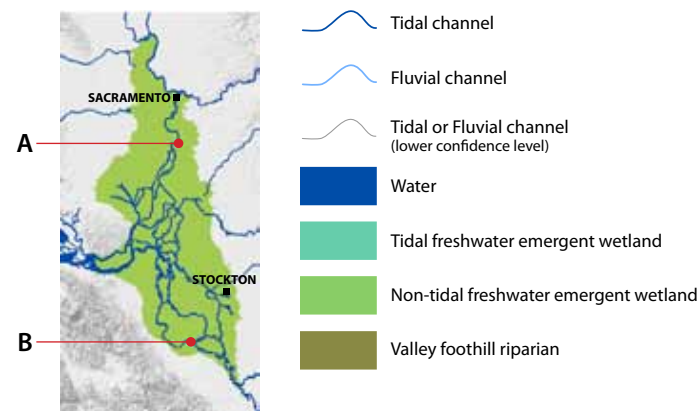 SACRAMENTO
A
STOCKTON
B
Tidal channel
Fluvial channel
Tidal or Fluvial channel
(lower confidence level)
Water
Tidal freshwater emergent wetland
Non-tidal freshwater emergent wetland
Valley foothill riparian